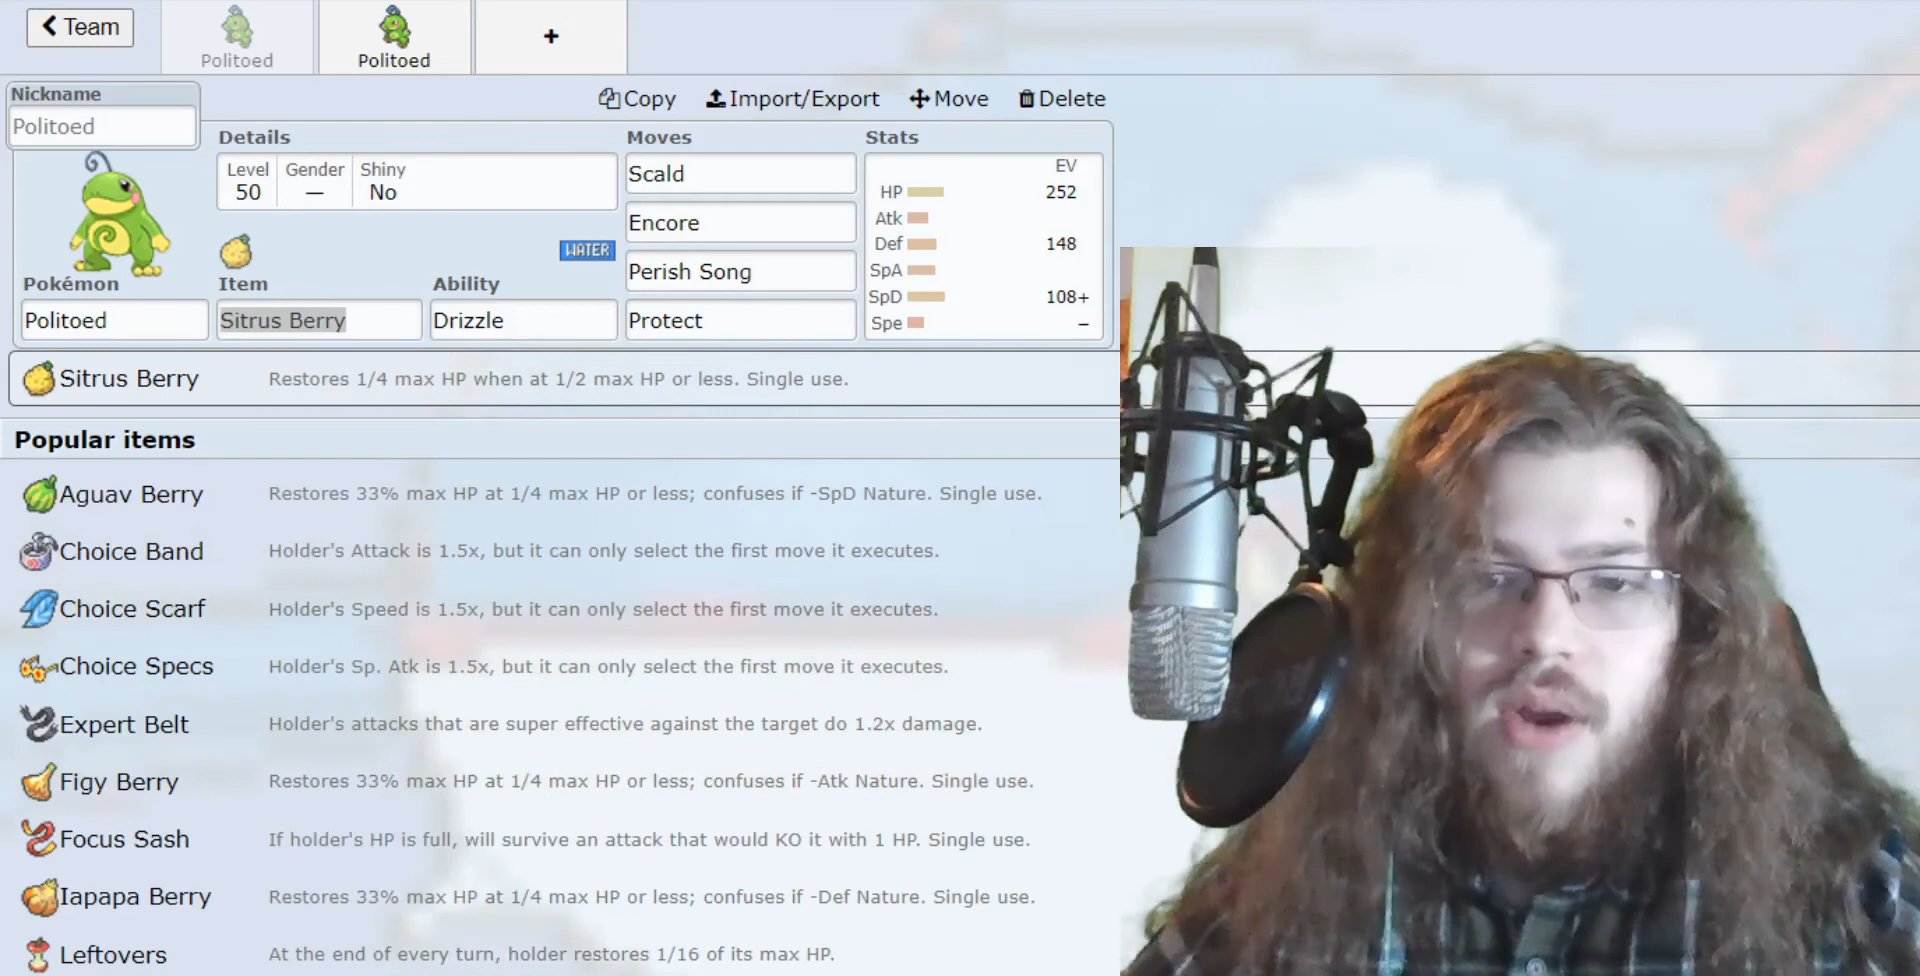 Team
Politoed
Politoed
+
Nickname
Politoed
Copy
Import/Export
Move
Delete
Details
Moves
Stats
Level
Gender
Shiny
50
—
No
Scald
EV
HP
252
Atk
Encore
Def
148
WATER
SpA
Perish Song
Pokémon
Item
Ability
SpD
108+
Politoed
Sitrus Berry
Drizzle
Protect
Spe
–
Sitrus Berry
Restores 1/4 max HP when at 1/2 max HP or less. Single use.
Popular items
Aguav Berry
Restores 33% max HP at 1/4 max HP or less; confuses if -SpD Nature. Single use.
Choice Band
Holder's Attack is 1.5x, but it can only select the first move it executes.
Choice Scarf
Holder's Speed is 1.5x, but it can only select the first move it executes.
Choice Specs
Holder's Sp. Atk is 1.5x, but it can only select the first move it executes.
Expert Belt
Holder's attacks that are super effective against the target do 1.2x damage.
Figy Berry
Restores 33% max HP at 1/4 max HP or less; confuses if -Atk Nature. Single use.
Focus Sash
If holder's HP is full, will survive an attack that would KO it with 1 HP. Single use.
Iapapa Berry
Restores 33% max HP at 1/4 max HP or less; confuses if -Def Nature. Single use.
Leftovers
At the end of every turn, holder restores 1/16 of its max HP.